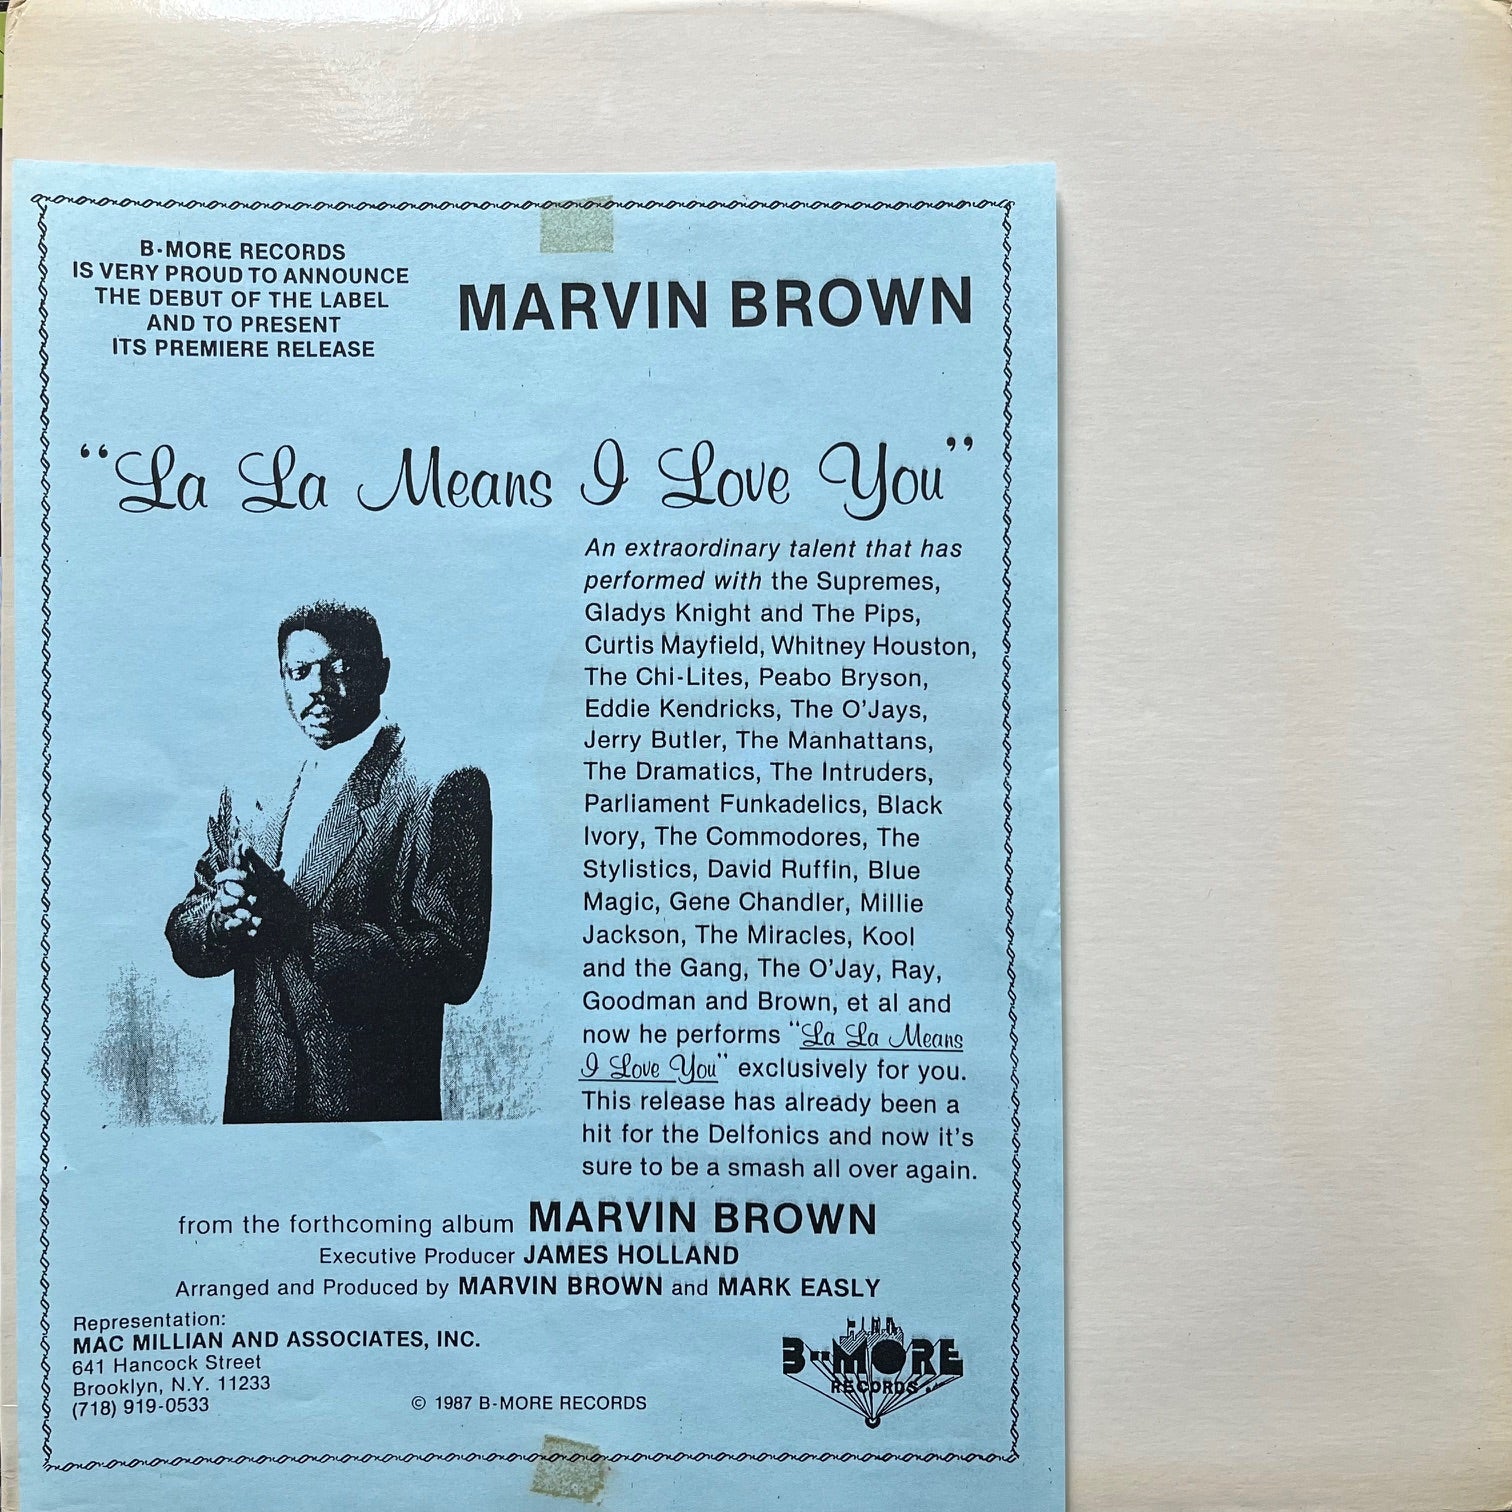 B-MORE RECORDS
IS VERY PROUD TO ANNOUNCE
THE DEBUT OF THE LABEL
AND TO PRESENT
ITS PREMIERE RELEASE
MARVIN BROWN
“La La Means I Love You”
An extraordinary talent that has
performed with the Supremes,
Gladys Knight and The Pips,
Curtis Mayfield, Whitney Houston,
The Chi-Lites, Peabo Bryson,
Eddie Kendricks, The O’Jays,
Jerry Butler, The Manhattans,
The Dramatics, The Intruders,
Parliament Funkadelics, Black
Ivory, The Commodores, The
Stylistics, David Ruffin, Blue
Magic, Gene Chandler, Millie
Jackson, The Miracles, Kool
and the Gang, The O’Jay, Ray,
Goodman and Brown, et al and
now he performs “La La Means
I Love You” exclusively for you.
This release has already been a
hit for the Delfonics and now it’s
sure to be a smash all over again.
from the forthcoming album MARVIN BROWN
Executive Producer JAMES HOLLAND
Arranged and Produced by MARVIN BROWN and MARK EASLY
Representation:
MAC MILLIAN AND ASSOCIATES, INC.
641 Hancock Street
Brooklyn, N.Y. 11233
(718) 919-0533
© 1987 B-MORE RECORDS
B-MORE
RECORDS